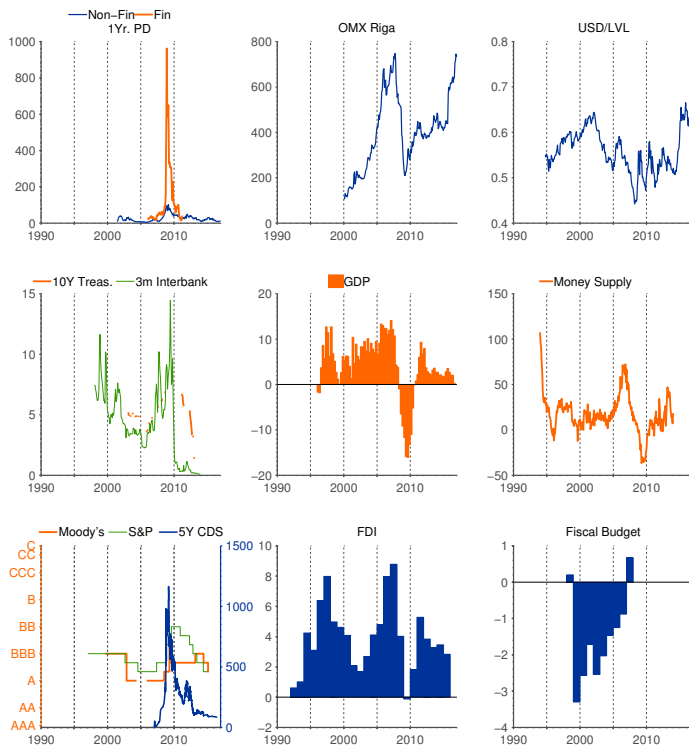 Non-Fin Fin
1Yr. PD OMX Riga USD/LVL
1000 800 0.8
800
600 0.7
600
400 0.6
400
200 0.5
200
0 0 0.4
1990 2000 2010 1990 2000 2010 1990 2000 2010
10Y Treas. 3m Interbank GDP Money Supply
15 20 150
10 100
10
0 50
5
−10 0
0 −20 −50
1990 2000 2010 1990 2000 2010 1990 2000 2010
Moody's S&P 5Y CDS FDI Fiscal Budget
C 1500 10 1
CC
CCC 8 0
B 1000 6
−1
BB 4
BBB −2
500 2
A
0 −3
AA
AAA 0 −2 −4
1990 2000 2010 1990 2000 2010 1990 2000 2010